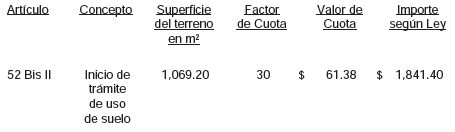 Artículo Concepto Superficie del terreno en m² Factor de Cuota Valor de Cuota Importe según Ley
52 Bis II Inicio de trámite de uso de suelo 1,069.20 30 $ 61.38 $ 1,841.40